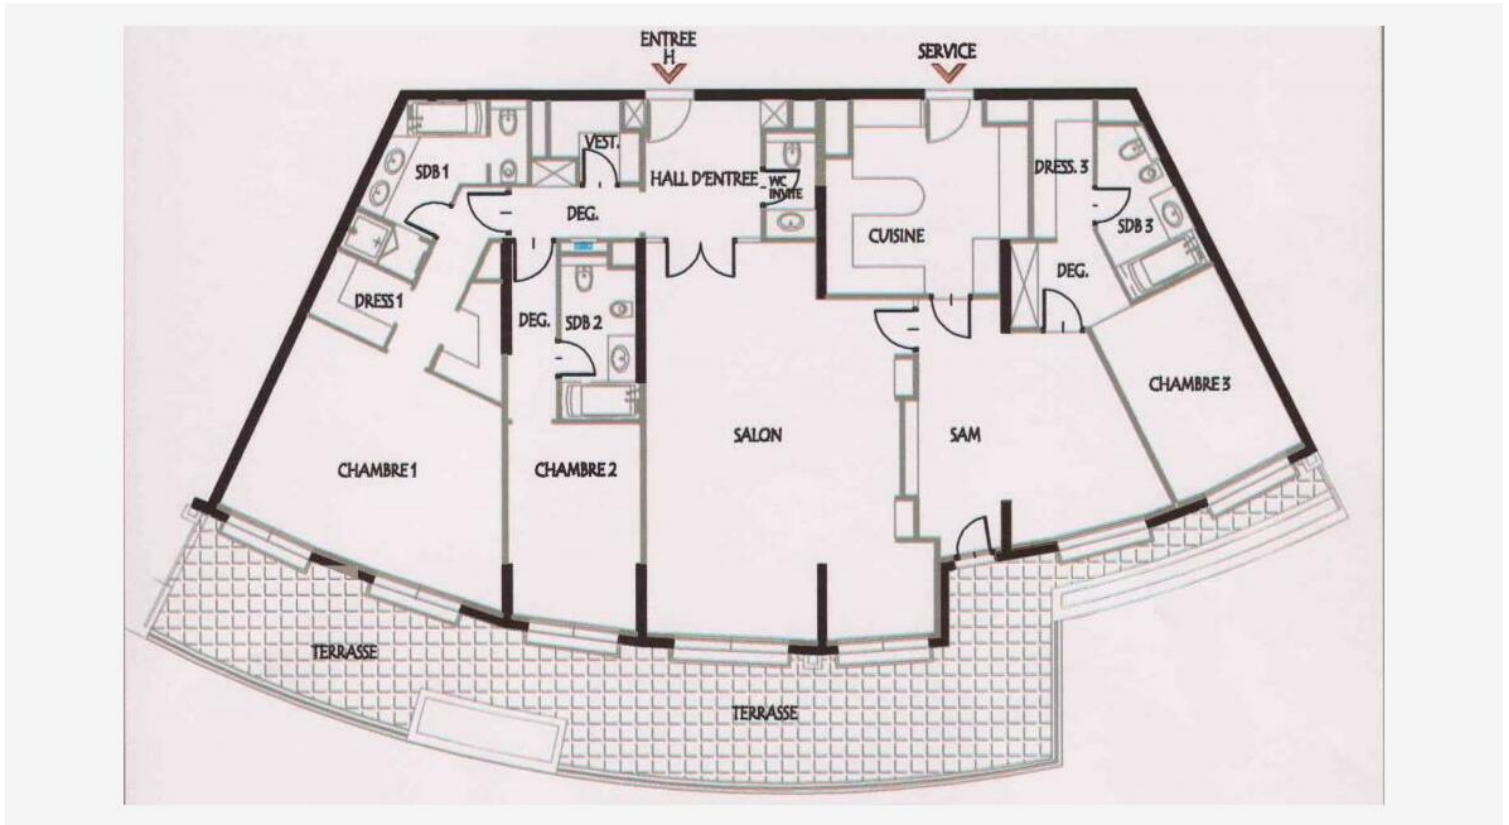 ENTREE
H
SERVICE
VEST.
SDB 1
HALL D'ENTREE
WC
INVITE
DRESS. 3
DEG.
CUISINE
SDB 3
DEG.
DRESS 1
DEG.
SDB 2
CHAMBRE 3
SALON
SAM
CHAMBRE 1
CHAMBRE 2
TERRASSE
TERRASSE